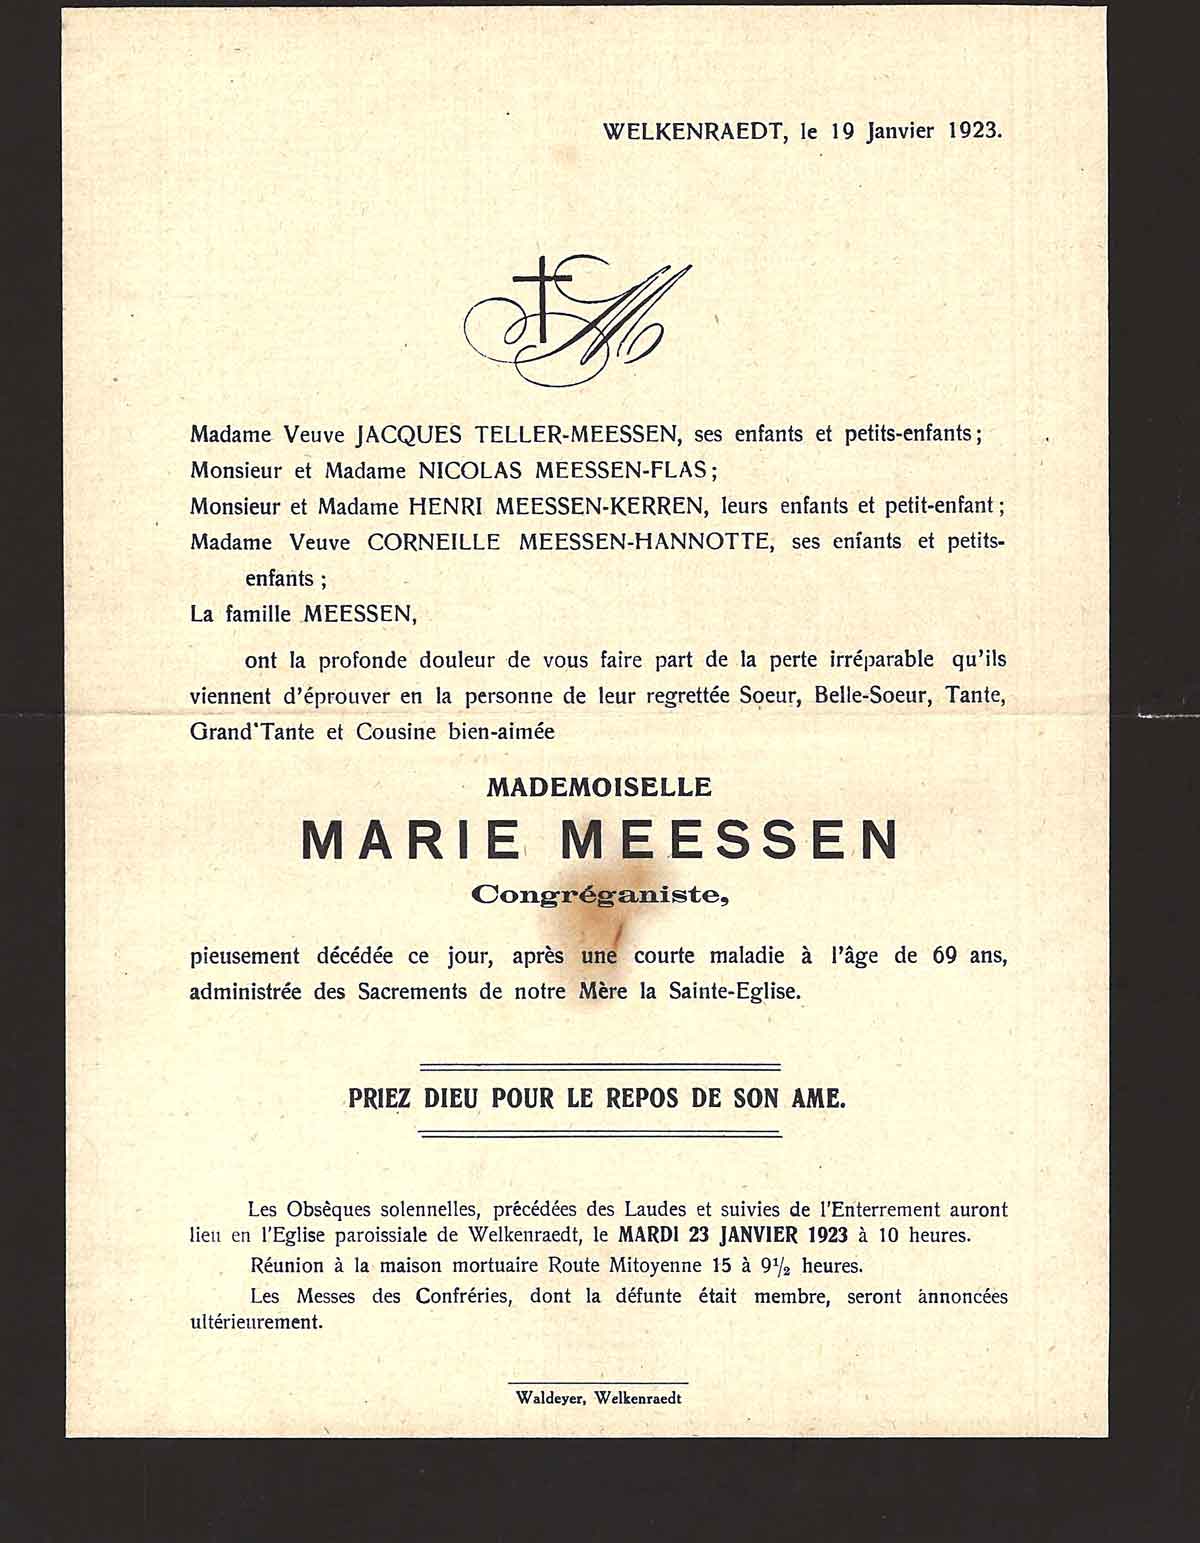 WELKENRAEDT, le 19 Janvier 1923.
M
Madame Veuve JACQUES TELLER-MEESSEN, ses enfants et petits-enfants;
Monsieur et Madame NICOLAS MEESSEN-FLAS;
Monsieur et Madame HENRI MEESSEN-KERREN, leurs enfants et petit-enfant;
Madame Veuve CORNEILLE MEESSEN-HANNOTTE, ses enfants et petits-
enfants;
La famille MEESSEN,
ont la profonde douleur de vous faire part de la perte irréparable qu'ils
viennent d'éprouver en la personne de leur regrettée Soeur, Belle-Soeur, Tante,
Grand'Tante et Cousine bien-aimée
MADEMOISELLE
MARIE MEESSEN
Congréganiste,
pieusement décédée ce jour, après une courte maladie à l'âge de 69 ans,
administrée des Sacrements de notre Mère la Sainte-Eglise.
PRIEZ DIEU POUR LE REPOS DE SON AME.
Les Obsèques solennelles, précédées des Laudes et suivies de l'Enterrement auront
lieu en l'Eglise paroissiale de Welkenraedt, le MARDI 23 JANVIER 1923 à 10 heures.
Réunion à la maison mortuaire Route Mitoyenne 15 à 9 1/2 heures.
Les Messes des Confréries, dont la défunte était membre, seront annoncées
ultérieurement.
Waldeyer, Welkenraedt